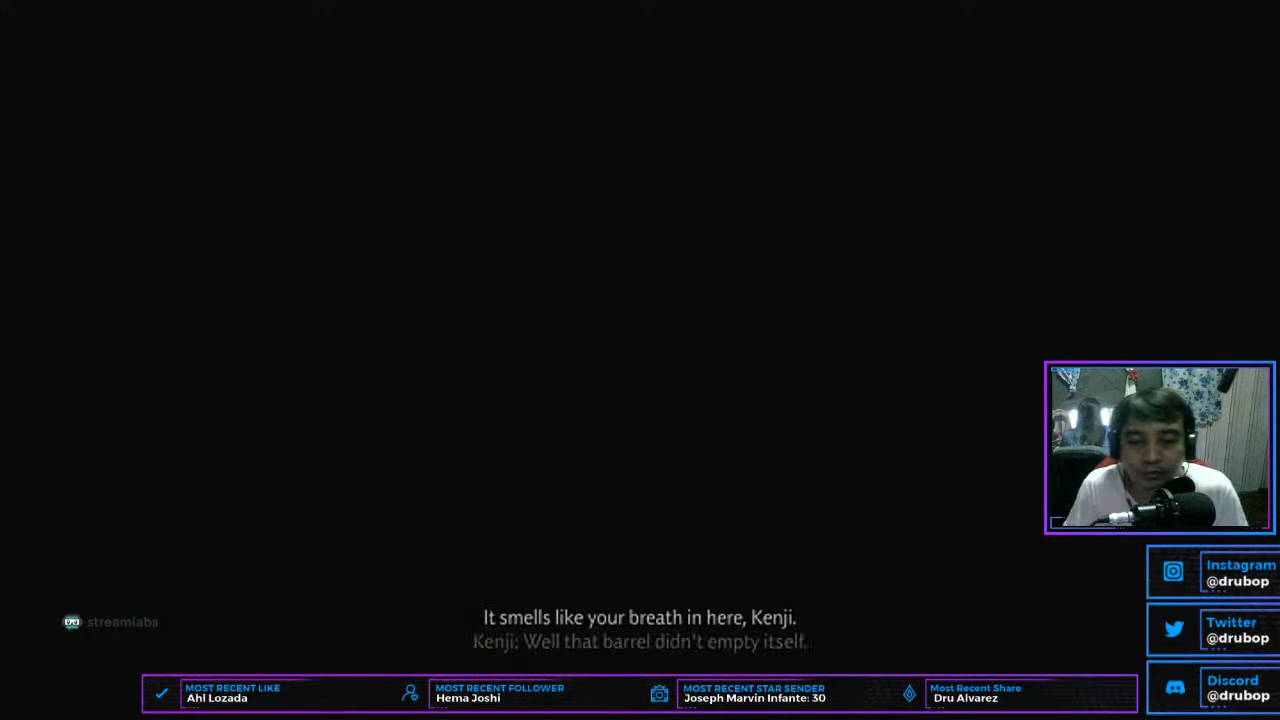 It smells like your breath in here, Kenji.
Kenji: Well that barrel didn't empty itself.
streamlabs
MOST RECENT LIKE
Ahl Lozada
MOST RECENT FOLLOWER
Hema Joshi
MOST RECENT STAR SENDER
Joseph Marvin Infante: 30
Most Recent Share
Dru Alvarez
Instagram
@drubop
Twitter
@drubop
Discord
@drubop